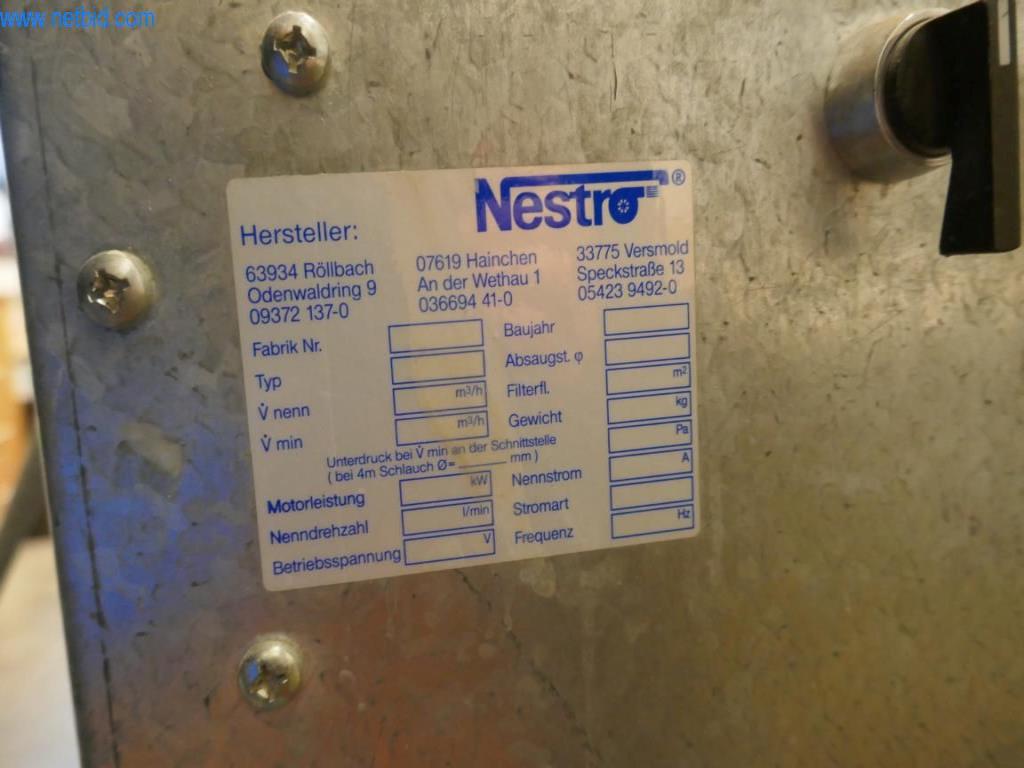 www.netbid.com
Nestro®
Hersteller:
63934 Röllbach
Odenwaldring 9
09372 137-0
07619 Hainchen
An der Wethau 1
036694 41-0
33775 Versmold
Speckstraße 13
05423 9492-0
Fabrik Nr.
Baujahr
Typ
Absaugst. φ
V̇ nenn m³/h
Filterfl. m²
V̇ min m³/h
Gewicht kg
Unterdruck bei V̇ min an der Schnittstelle
( bei 4m Schlauch Ø= ______ mm ) Pa
Motorleistung kW
Nennstrom A
Nenndrehzahl l/min
Stromart
Betriebsspannung V
Frequenz Hz